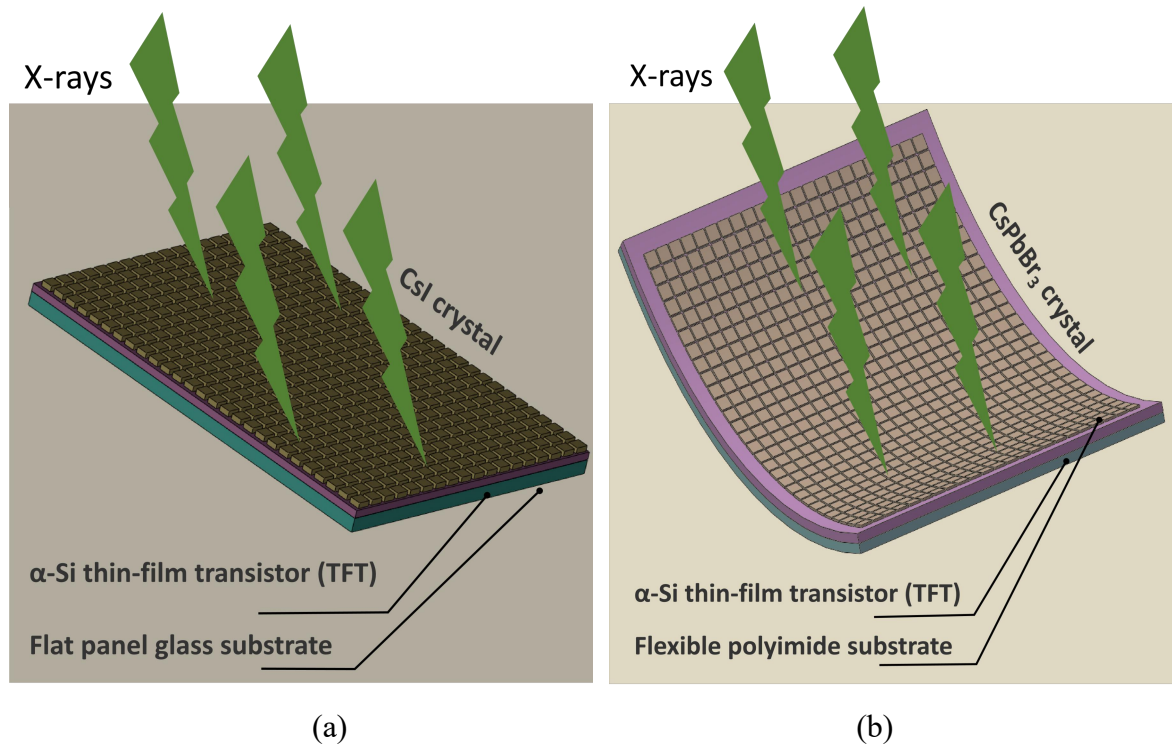 X-rays
CsI crystal
α-Si thin-film transistor (TFT)
Flat panel glass substrate
(a)
X-rays
CsPbBr₃ crystal
α-Si thin-film transistor (TFT)
Flexible polyimide substrate
(b)